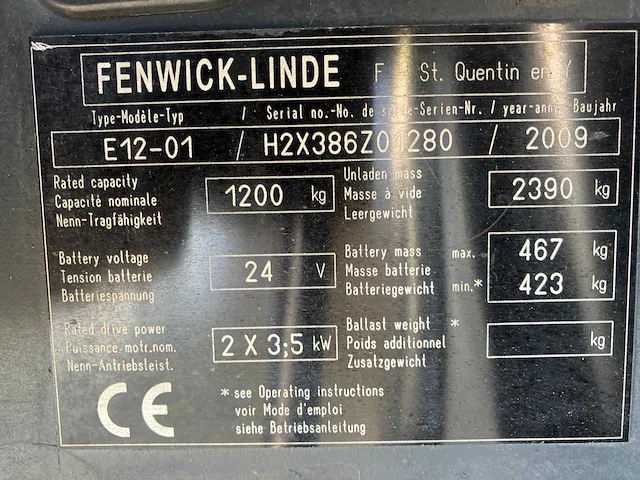 FENWICK-LINDE F St. Quentin en Y
Type-Modèle-Typ / Serial no.-No. de série-Serien-Nr. / year-année-Baujahr
E12-01 / H2X386Z01280 / 2009
Rated capacity
Capacité nominale
Nenn-Tragfähigkeit
1200 kg
Unladen mass
Masse à vide
Leergewicht
2390 kg
Battery voltage
Tension batterie
Batteriespannung
24 V
Battery mass max.
Masse batterie
Batteriegewicht min.*
467 kg
423 kg
Rated drive power
Puissance motr.nom.
Nenn-Antriebsleist.
2 X 3;5 kW
Ballast weight *
Poids additionnel
Zusatzgewicht
kg
CE
* see Operating instructions
voir Mode d'emploi
siehe Betriebsanleitung